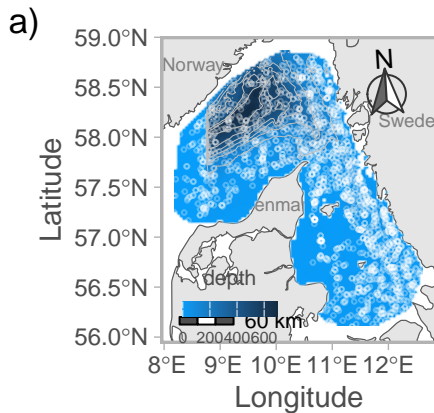 a)
59.0°N
58.5°N
58.0°N
57.5°N
57.0°N
56.5°N
56.0°N
Latitude
Norway
N
Swede
enma
depth
60 km
0 200400600
8°E 9°E 10°E 11°E 12°E
Longitude